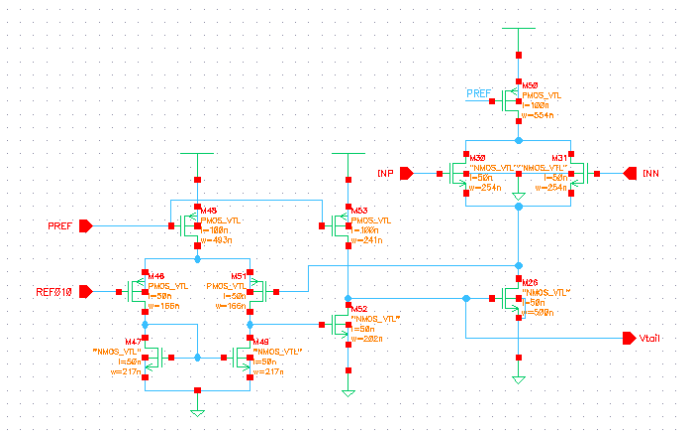 M50
PREF
PMOS_VTL
l=100n
w=554n
M30
"NMOS_VTL"
l=50n
w=254n
M31
"NMOS_VTL"
l=50n
w=254n
INP
INN
M45
PMOS_VTL
l=100n
w=493n
M53
PMOS_VTL
l=100n
w=241n
PREF
M46
PMOS_VTL
l=50n
w=166n
M51
PMOS_VTL
l=50n
w=166n
REF010
M26
"NMOS_VTL"
l=50n
w=500n
M52
"NMOS_VTL"
l=50n
w=202n
M47
"NMOS_VTL"
l=50n
w=217n
"NMOS_VTL"
l=50n
w=217n
Vtail